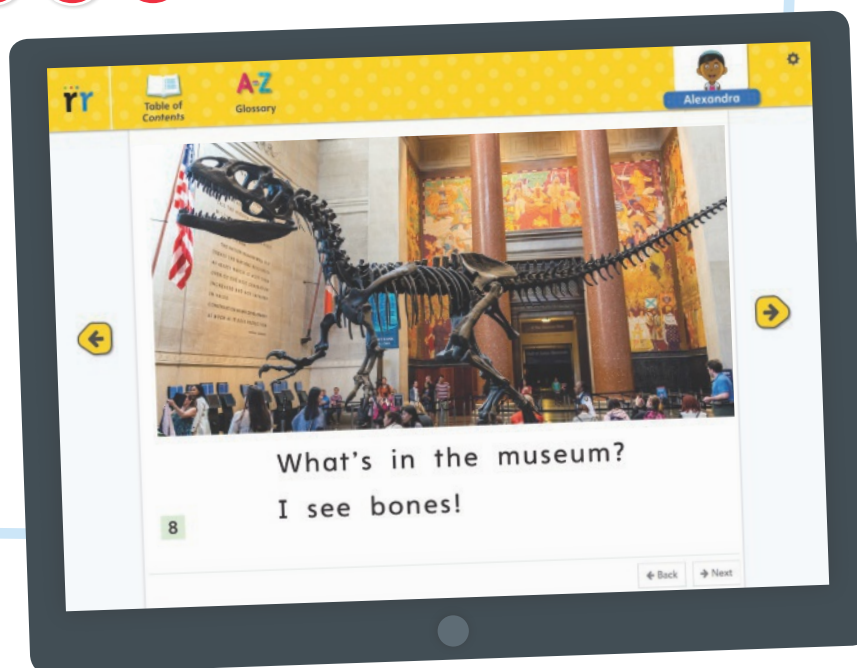 rr
Table of
Contents
A-Z
Glossary
Alexandra
What's in the museum?
I see bones!
8
Back
Next